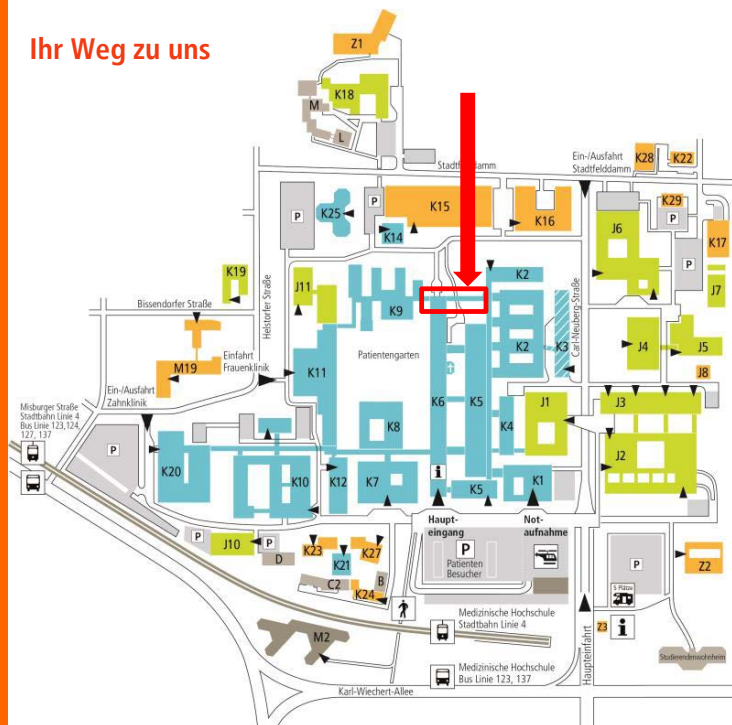 Ihr Weg zu uns
Z1
K18
M
L
Stadtfelddamm
Ein-/Ausfahrt
Stadtfelddamm
K28
K22
P
K25
P
K14
K15
K16
K29
P
J6
K17
P
K19
Helstorfer Straße
J11
K9
K2
Carl-Neuberg-Straße
J7
Bissendorfer Straße
M19
Einfahrt
Frauenklinik
K11
Patientengarten
K6
K5
K2
K3
J4
J5
J8
Ein-/Ausfahrt
Zahnklinik
Misburger Straße
Stadtbahn Linie 4
Bus Linie 123,124,
127, 137
P
K8
K4
J1
J3
J2
K20
K10
K12
K7
i
K5
K1
P
J10
P
D
K23
K21
K27
C2
B
K24
Haupt-
eingang
Not-
aufnahme
P
Patienten
Besucher
P
Z2
5 Plätze
Z3
i
M2
Medizinische Hochschule
Stadtbahn Linie 4
Medizinische Hochschule
Bus Linie 123, 137
Haupteinfahrt
Studierendenwohnheim
Karl-Wiechert-Allee